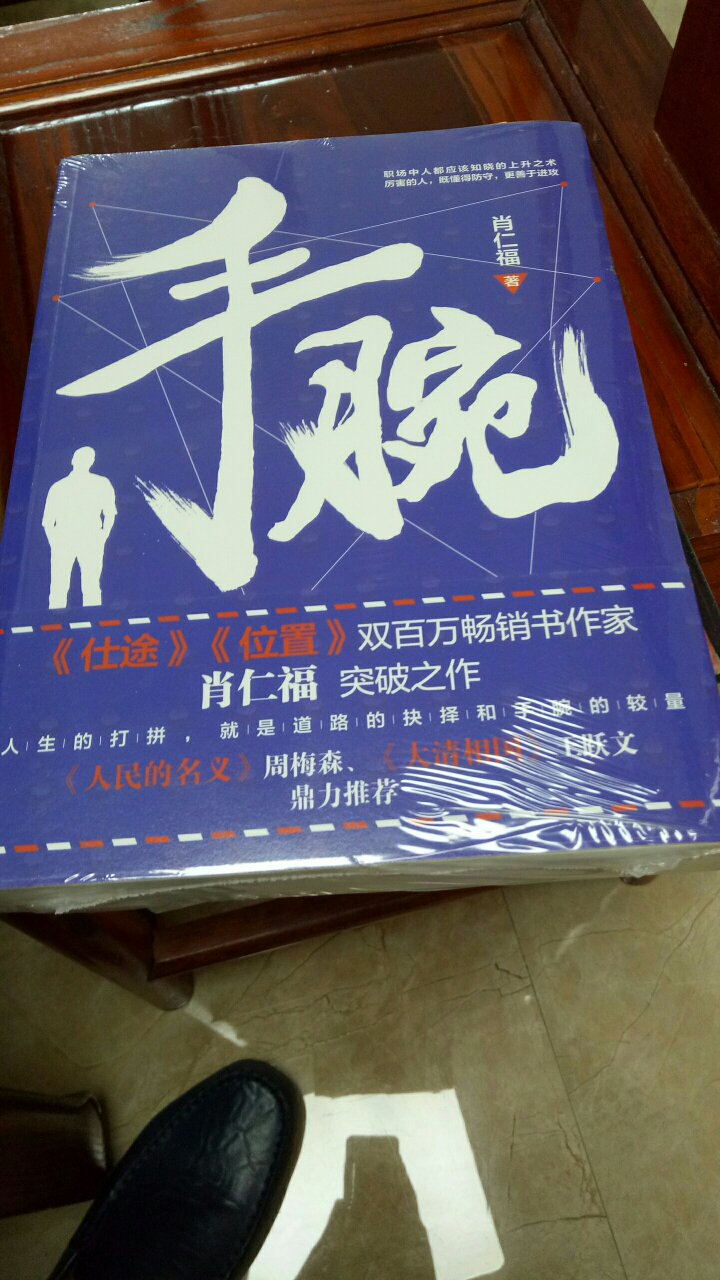 职场中人都应该知晓的上升之术
厉害的人，既懂得防守，更善于进攻
肖仁福
著
手腕
《仕途》《位置》双百万畅销书作家
肖仁福 突破之作
人生的打拼，就是道路的抉择和手腕的较量
《人民的名义》周梅森、《大清相国》王跃文
鼎力推荐